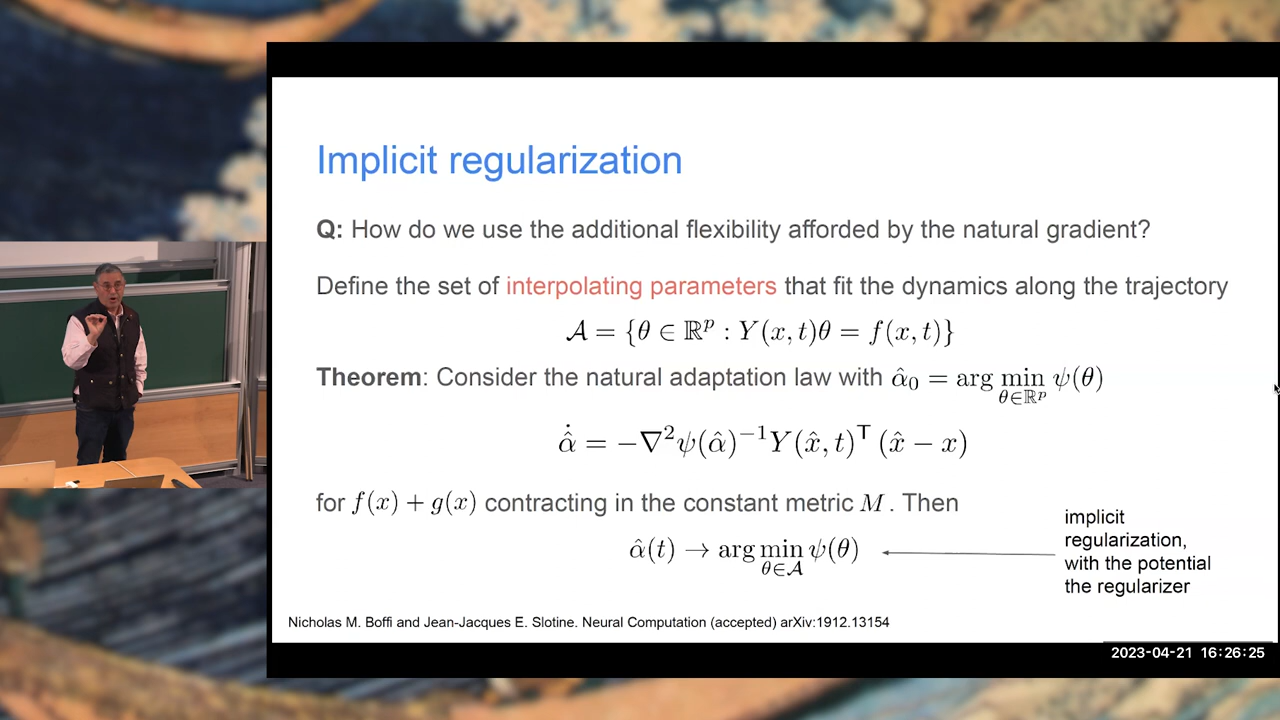 Implicit regularization
Q: How do we use the additional flexibility afforded by the natural gradient?
Define the set of interpolating parameters that fit the dynamics along the trajectory
𝒜 = {θ ∈ ℝᵖ : Y(x, t)θ = f(x, t)}
Theorem: Consider the natural adaptation law with α̂₀ = arg min_{θ∈ℝᵖ} ψ(θ)
α̂̇ = −∇²ψ(α̂)⁻¹Y(x̂, t)ᵀ (x̂ − x)
for f(x) + g(x) contracting in the constant metric M . Then
α̂(t) → arg min_{θ∈𝒜} ψ(θ)
implicit
regularization,
with the potential
the regularizer
Nicholas M. Boffi and Jean-Jacques E. Slotine. Neural Computation (accepted) arXiv:1912.13154
2023-04-21 16:26:25